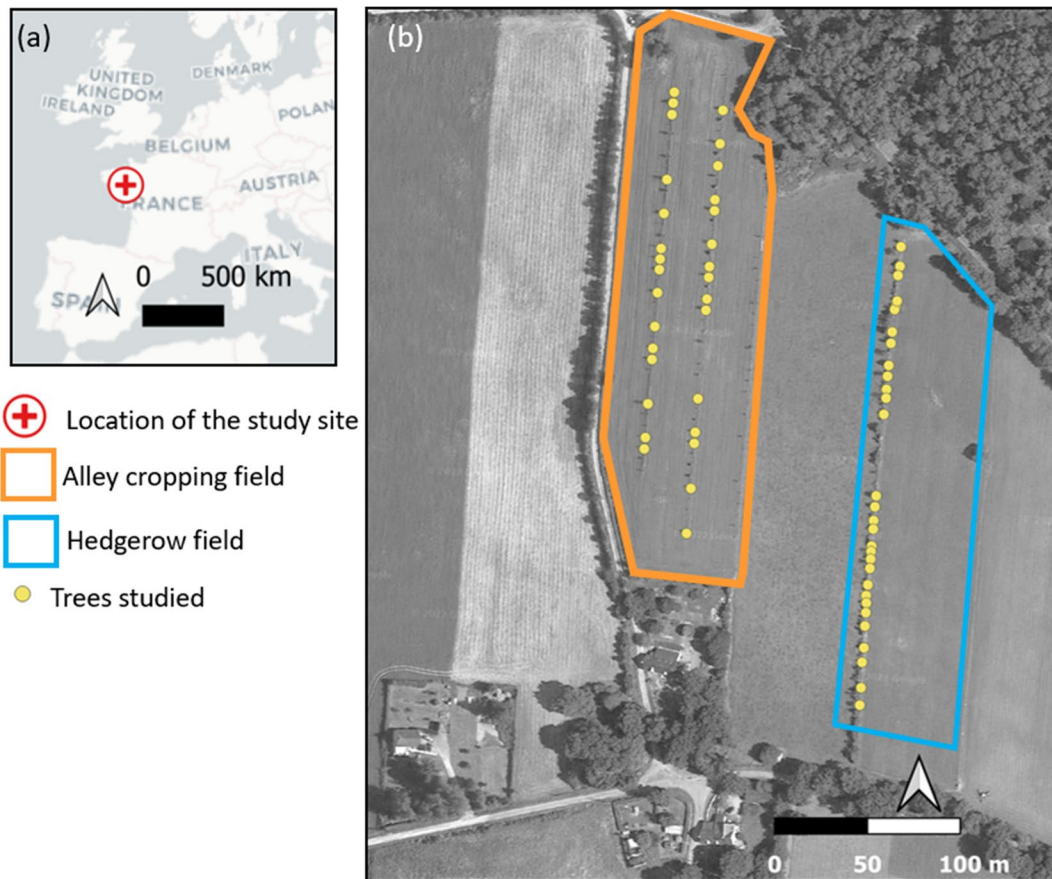 (a)
UNITED
KINGDOM
IRELAND
DENMARK
POLAN
BELGIUM
AUSTRIA
FRANCE
ITALY
SPAIN
0 500 km
Location of the study site
Alley cropping field
Hedgerow field
Trees studied
(b)
0 50 100 m